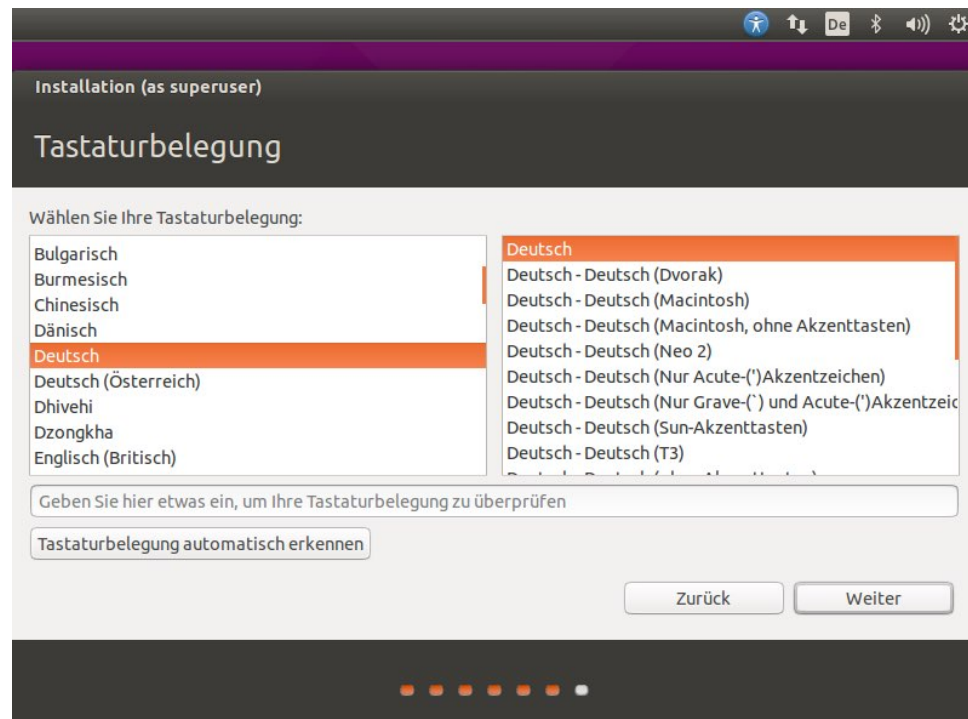 De
Installation (as superuser)
Tastaturbelegung
Wählen Sie Ihre Tastaturbelegung:
Bulgarisch
Burmesisch
Chinesisch
Dänisch
Deutsch
Deutsch (Österreich)
Dhivehi
Dzongkha
Englisch (Britisch)
Deutsch
Deutsch - Deutsch (Dvorak)
Deutsch - Deutsch (Macintosh)
Deutsch - Deutsch (Macintosh, ohne Akzenttasten)
Deutsch - Deutsch (Neo 2)
Deutsch - Deutsch (Nur Acute-(')Akzentzeichen)
Deutsch - Deutsch (Nur Grave-(`) und Acute-(')Akzentzeic
Deutsch - Deutsch (Sun-Akzenttasten)
Deutsch - Deutsch (T3)
Geben Sie hier etwas ein, um Ihre Tastaturbelegung zu überprüfen
Tastaturbelegung automatisch erkennen
Zurück
Weiter